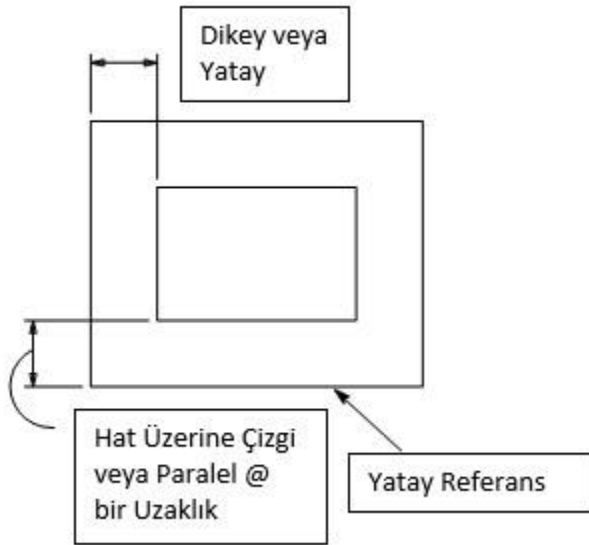 Dikey veya
Yatay
Hat Üzerine Çizgi
veya Paralel @
bir Uzaklık
Yatay Referans